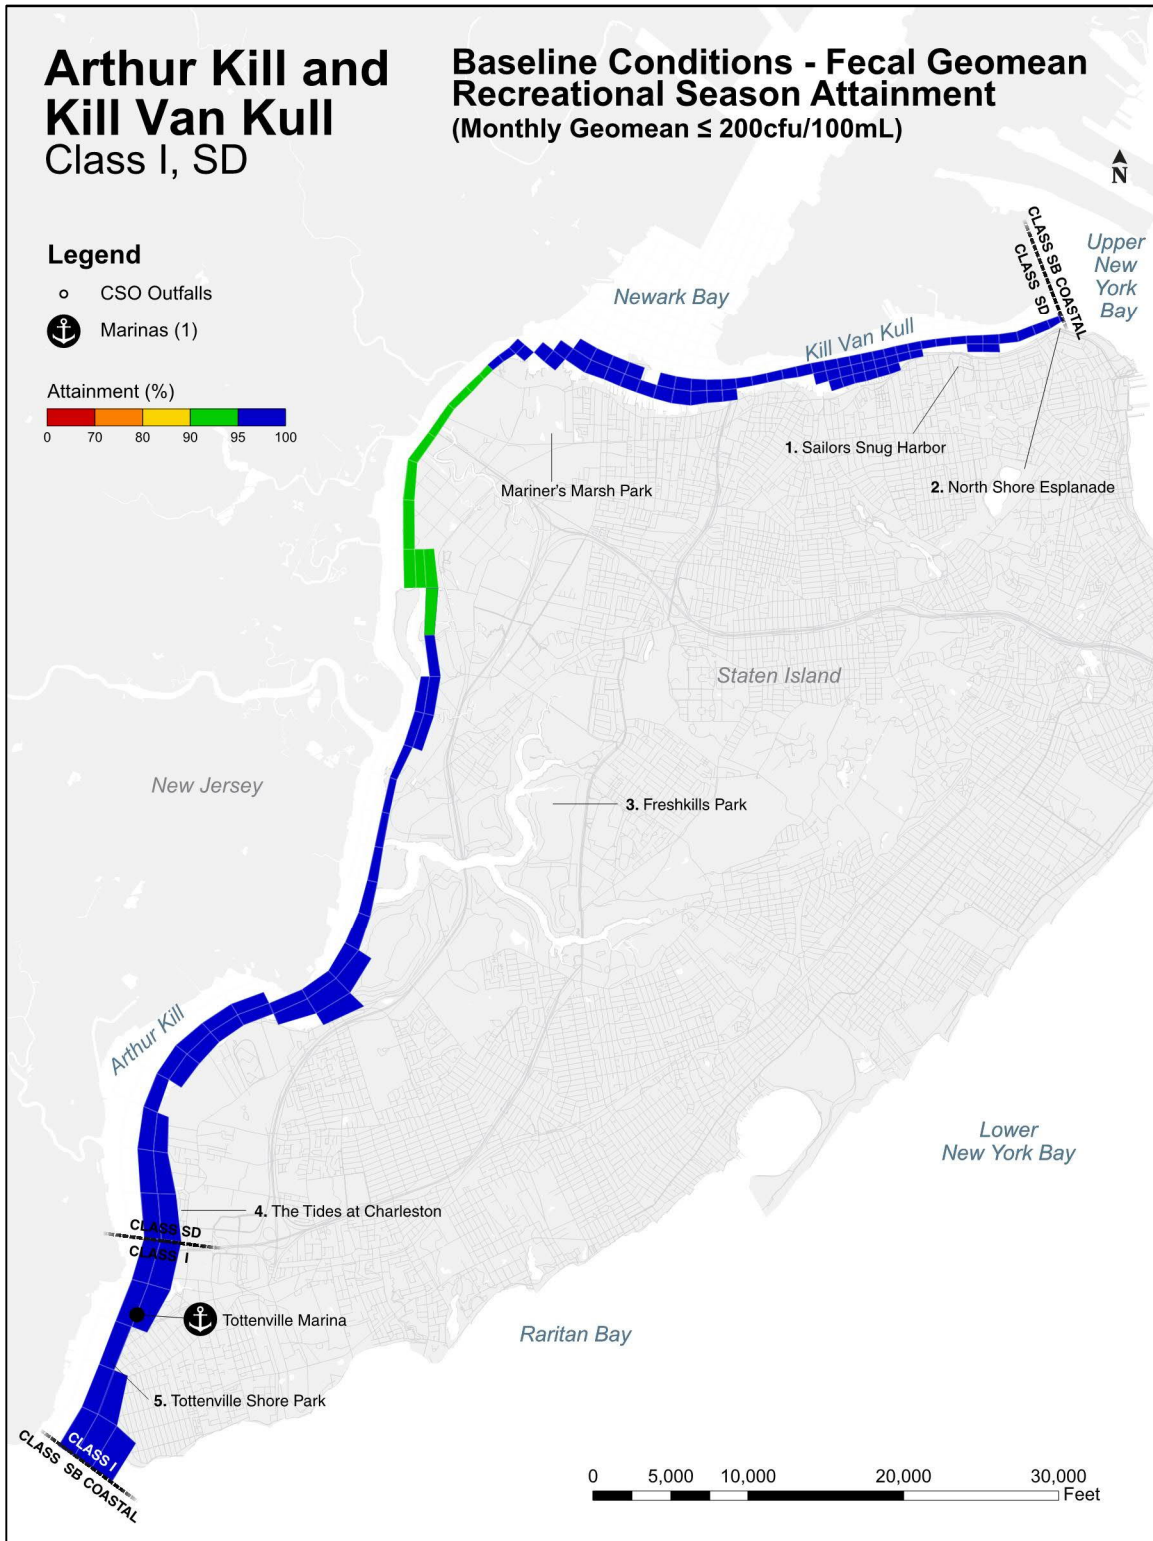 Arthur Kill and
Kill Van Kull
Class I, SD
Baseline Conditions - Fecal Geomean
Recreational Season Attainment
(Monthly Geomean ≤ 200cfu/100mL)
N
Legend
CSO Outfalls
Marinas (1)
Attainment (%)
0 70 80 90 95 100
CLASS SB COASTAL
CLASS SD
Upper
New
York
Bay
Newark Bay
Kill Van Kull
1. Sailors Snug Harbor
2. North Shore Esplanade
Mariner's Marsh Park
Staten Island
New Jersey
3. Freshkills Park
Arthur Kill
Lower
New York Bay
4. The Tides at Charleston
CLASS SD
CLASS I
Tottenville Marina
Raritan Bay
5. Tottenville Shore Park
CLASS I
CLASS SB COASTAL
0 5,000 10,000 20,000 30,000
Feet